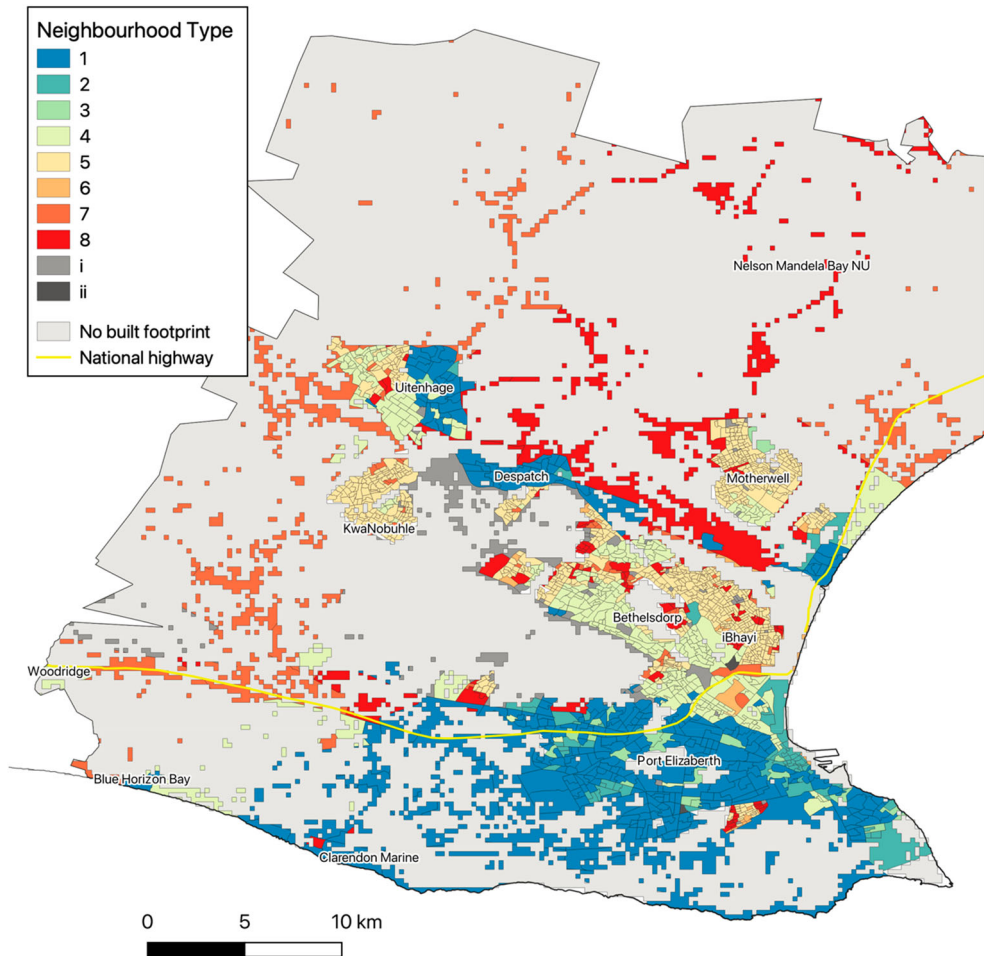 Neighbourhood Type
1
2
3
4
5
6
7
8
i
ii
No built footprint
National highway
Nelson Mandela Bay NU
Uitenhage
Despatch
Motherwell
KwaNobuhle
Bethelsdorp
iBhayi
Woodridge
Port Elizaberth
Blue Horizon Bay
Clarendon Marine
0 5 10 km